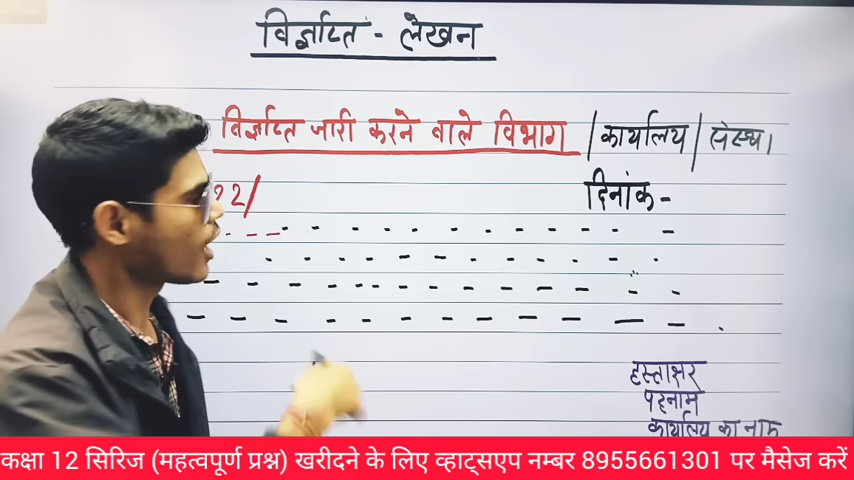 विज्ञप्ति - लेखन
विज्ञप्ति जारी करने वाले विभाग / कार्यालय / संस्था
22/ दिनांक -
हस्ताक्षर
पदनाम
कार्यालय का नाम
कक्षा 12 सिरिज (महत्वपूर्ण प्रश्न) खरीदने के लिए व्हाट्सएप नम्बर 8955661301 पर मैसेज करें